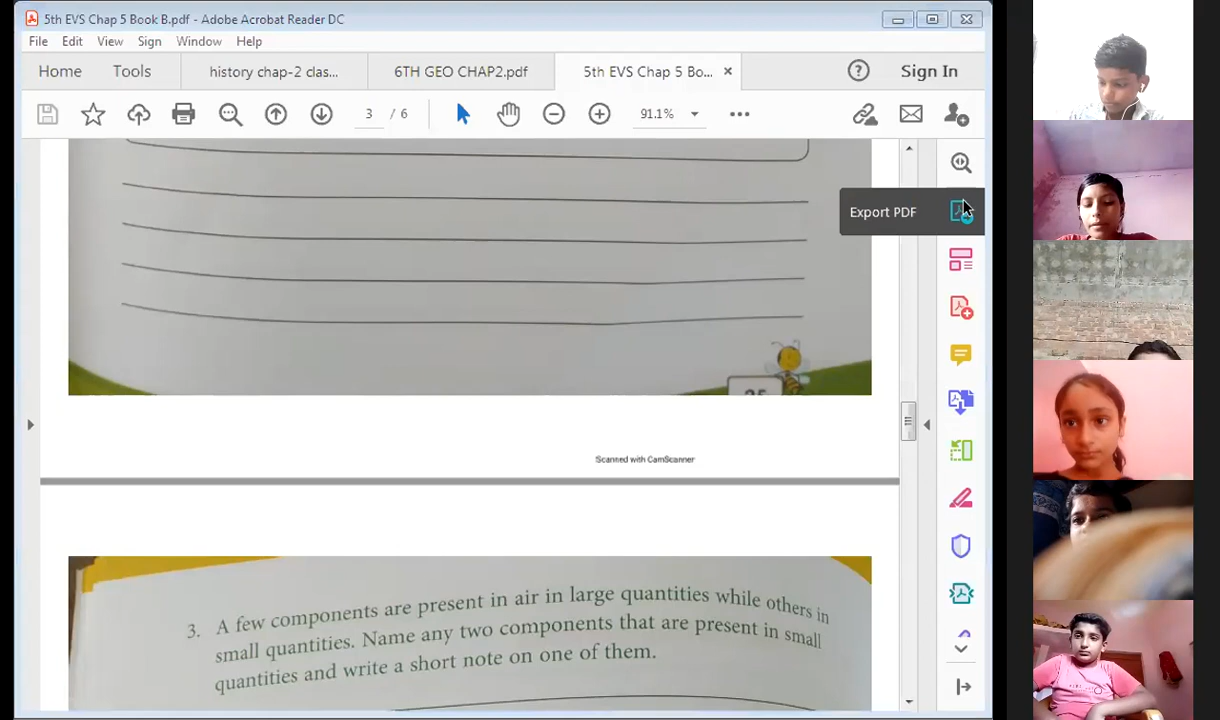 5th EVS Chap 5 Book B.pdf - Adobe Acrobat Reader DC
File Edit View Sign Window Help
Home Tools history chap-2 clas... 6TH GEO CHAP2.pdf 5th EVS Chap 5 Bo... × ? Sign In
3 / 6 91.1%
Export PDF
Scanned with CamScanner
3. A few components are present in air in large quantities while others in
small quantities. Name any two components that are present in small
quantities and write a short note on one of them.